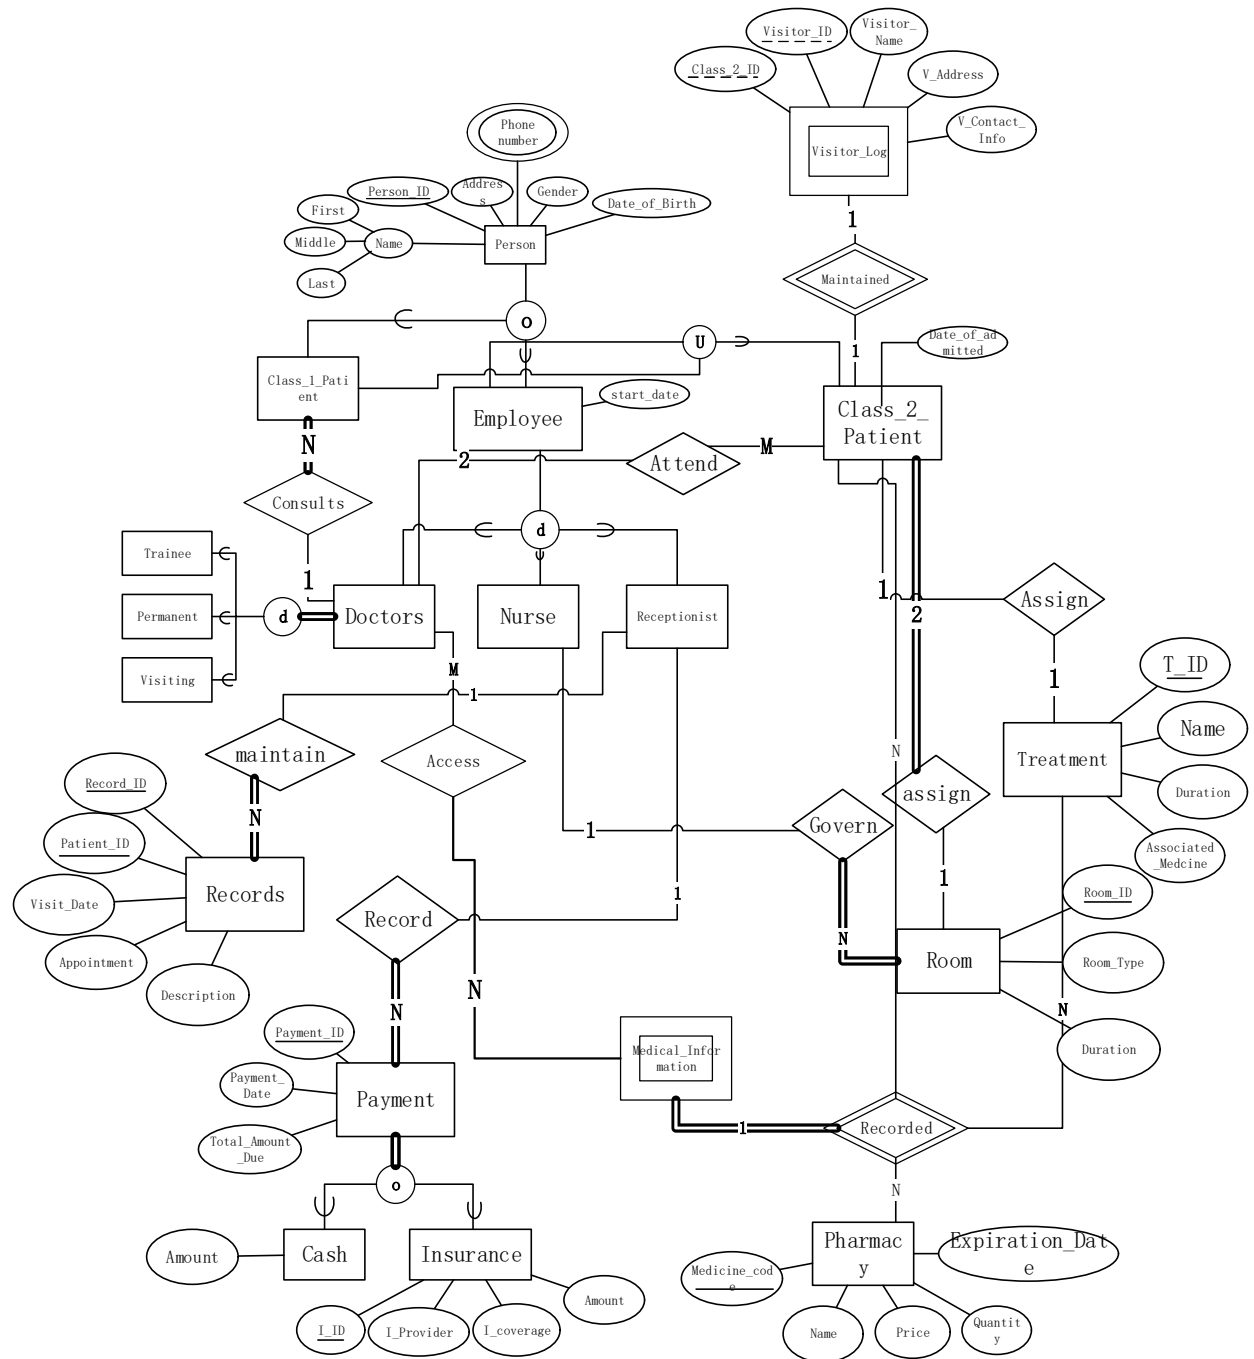 Visitor_ID
Visitor_
Name
Class_2_ID
V_Address
V_Contact_
Info
Visitor_Log
Phone
number
Person_ID
Addres
s
Gender
Date_of_Birth
First
Middle
Name
Last
Person
1
Maintained
o
U
1
Date_of_ad
mitted
Class_1_Pati
ent
Employee
start_date
Class_2_
Patient
N
2
Attend
M
Consults
d
Trainee
1
1
Assign
Permanent
d
Doctors
Nurse
Receptionist
2
Visiting
M
1
1
T_ID
maintain
Access
N
Name
Treatment
Record_ID
assign
Duration
N
Patient_ID
1
Govern
Associated
_Medcine
Records
Visit_Date
1
1
Room_ID
Record
Appointment
N
Room
Room_Type
Description
N
N
N
Payment_ID
Medical_Infor
mation
Duration
Payment_
Date
Payment
Total_Amount
_Due
1
Recorded
o
N
Amount
Cash
Insurance
Pharmac
y
Expiration_Dat
e
Medicine_cod
e
Amount
I_ID
I_Provider
I_coverage
Name
Price
Quantit
y